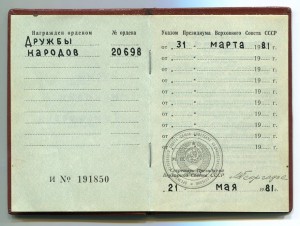 Награжден орденом № ордена
Дружбы
народов 20698
И № 191850
Указом Президиума Верховного Совета СССР
от „ 31 „ марта 1981 г.
от „ „ 19 г.
от „ „ 19 г.
от „ „ 19 г.
от „ „ 19 г.
от „ „ 19 г.
от „ „ 19 г.
от „ „ 19 г.
от „ „ 19 г.
Секретарь Президиума
Верховного Совета СССР
„ 21 „ мая 1981 г.